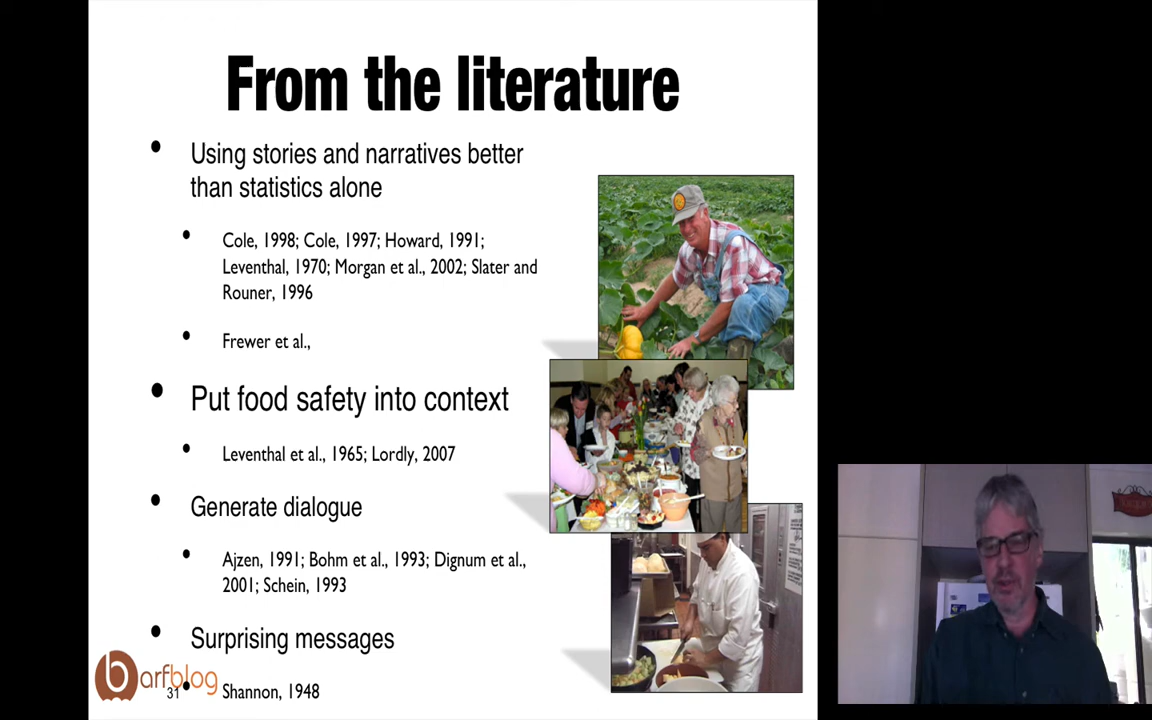 From the literature
• Using stories and narratives better
than statistics alone
• Cole, 1998; Cole, 1997; Howard, 1991;
Leventhal, 1970; Morgan et al., 2002; Slater and
Rouner, 1996
• Frewer et al.,
• Put food safety into context
• Leventhal et al., 1965; Lordly, 2007
• Generate dialogue
• Ajzen, 1991; Bohm et al., 1993; Dignum et al.,
2001; Schein, 1993
• Surprising messages
barfblog
31
• Shannon, 1948